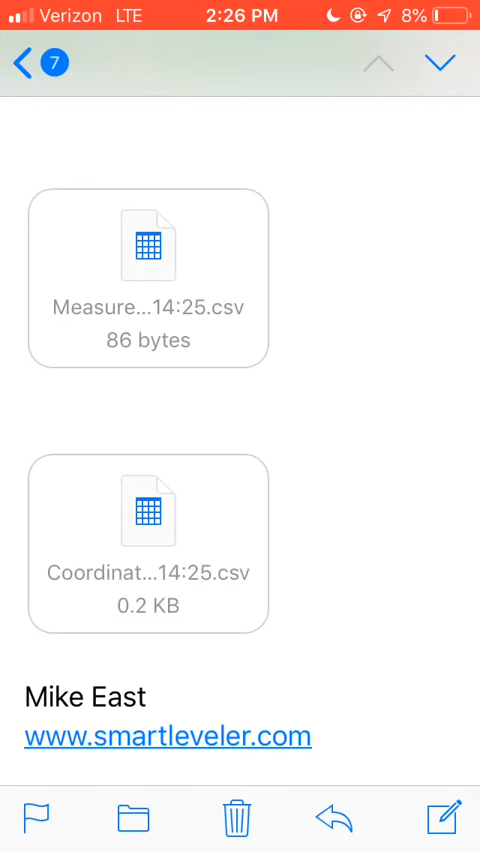 Verizon LTE 2:26 PM 8%
7
Measure...14:25.csv
86 bytes
Coordinat...14:25.csv
0.2 KB
Mike East
www.smartleveler.com